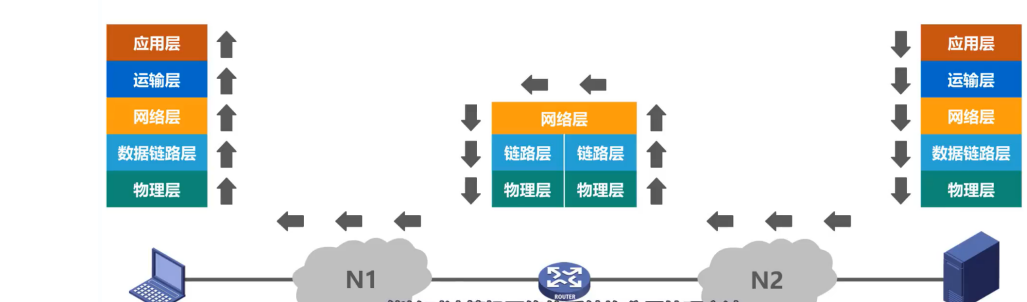 应用层
运输层
网络层
数据链路层
物理层
网络层
链路层 链路层
物理层 物理层
应用层
运输层
网络层
数据链路层
物理层
N1
ROUTER
N2